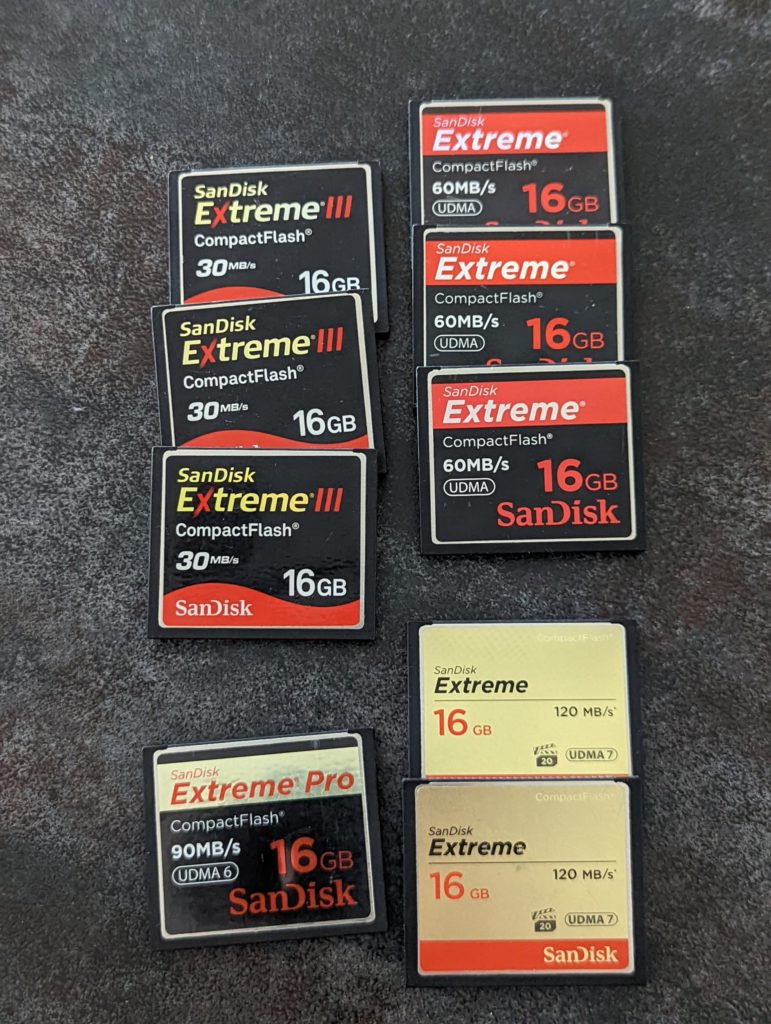 SanDisk
Extreme III
CompactFlash®
30MB/s
16GB
SanDisk
Extreme III
CompactFlash®
30MB/s
16GB
SanDisk
Extreme III
CompactFlash®
30MB/s
16GB
SanDisk
SanDisk
Extreme®
CompactFlash®
60MB/s
16GB
UDMA
SanDisk
Extreme®
CompactFlash®
60MB/s
16GB
UDMA
SanDisk
Extreme®
CompactFlash®
60MB/s
16GB
UDMA
SanDisk
SanDisk
Extreme Pro
CompactFlash®
90MB/s
16GB
UDMA 6
SanDisk
CompactFlash®
SanDisk
Extreme
16 GB
120 MB/s*
20
UDMA 7
CompactFlash®
SanDisk
Extreme
16 GB
120 MB/s*
20
UDMA 7
SanDisk